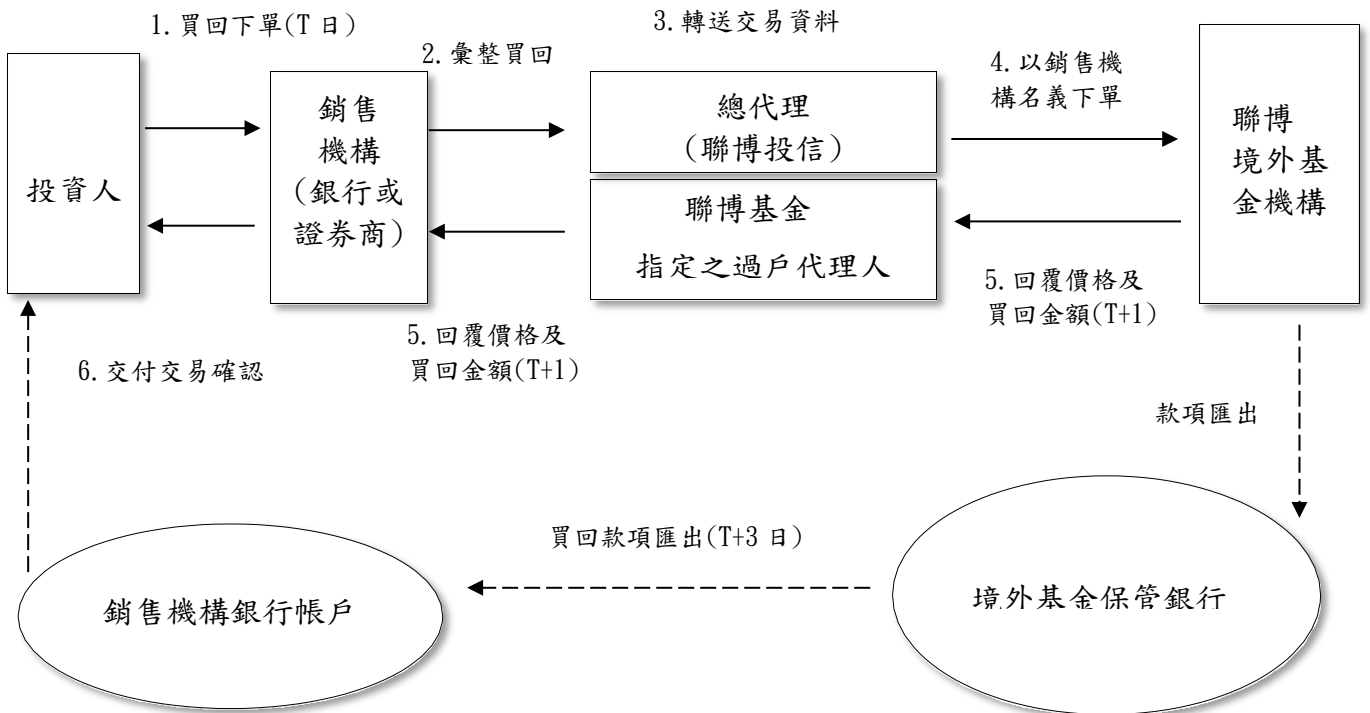 1.買回下單(T 日)
2.彙整買回
3.轉送交易資料
4.以銷售機
構名義下單
投資人
銷售
機構
(銀行或
證券商)
總代理
(聯博投信)
聯博基金
指定之過戶代理人
聯博
境外基
金機構
5.回覆價格及
買回金額(T+1)
5.回覆價格及
買回金額(T+1)
6.交付交易確認
款項匯出
買回款項匯出(T+3 日)
銷售機構銀行帳戶
境外基金保管銀行